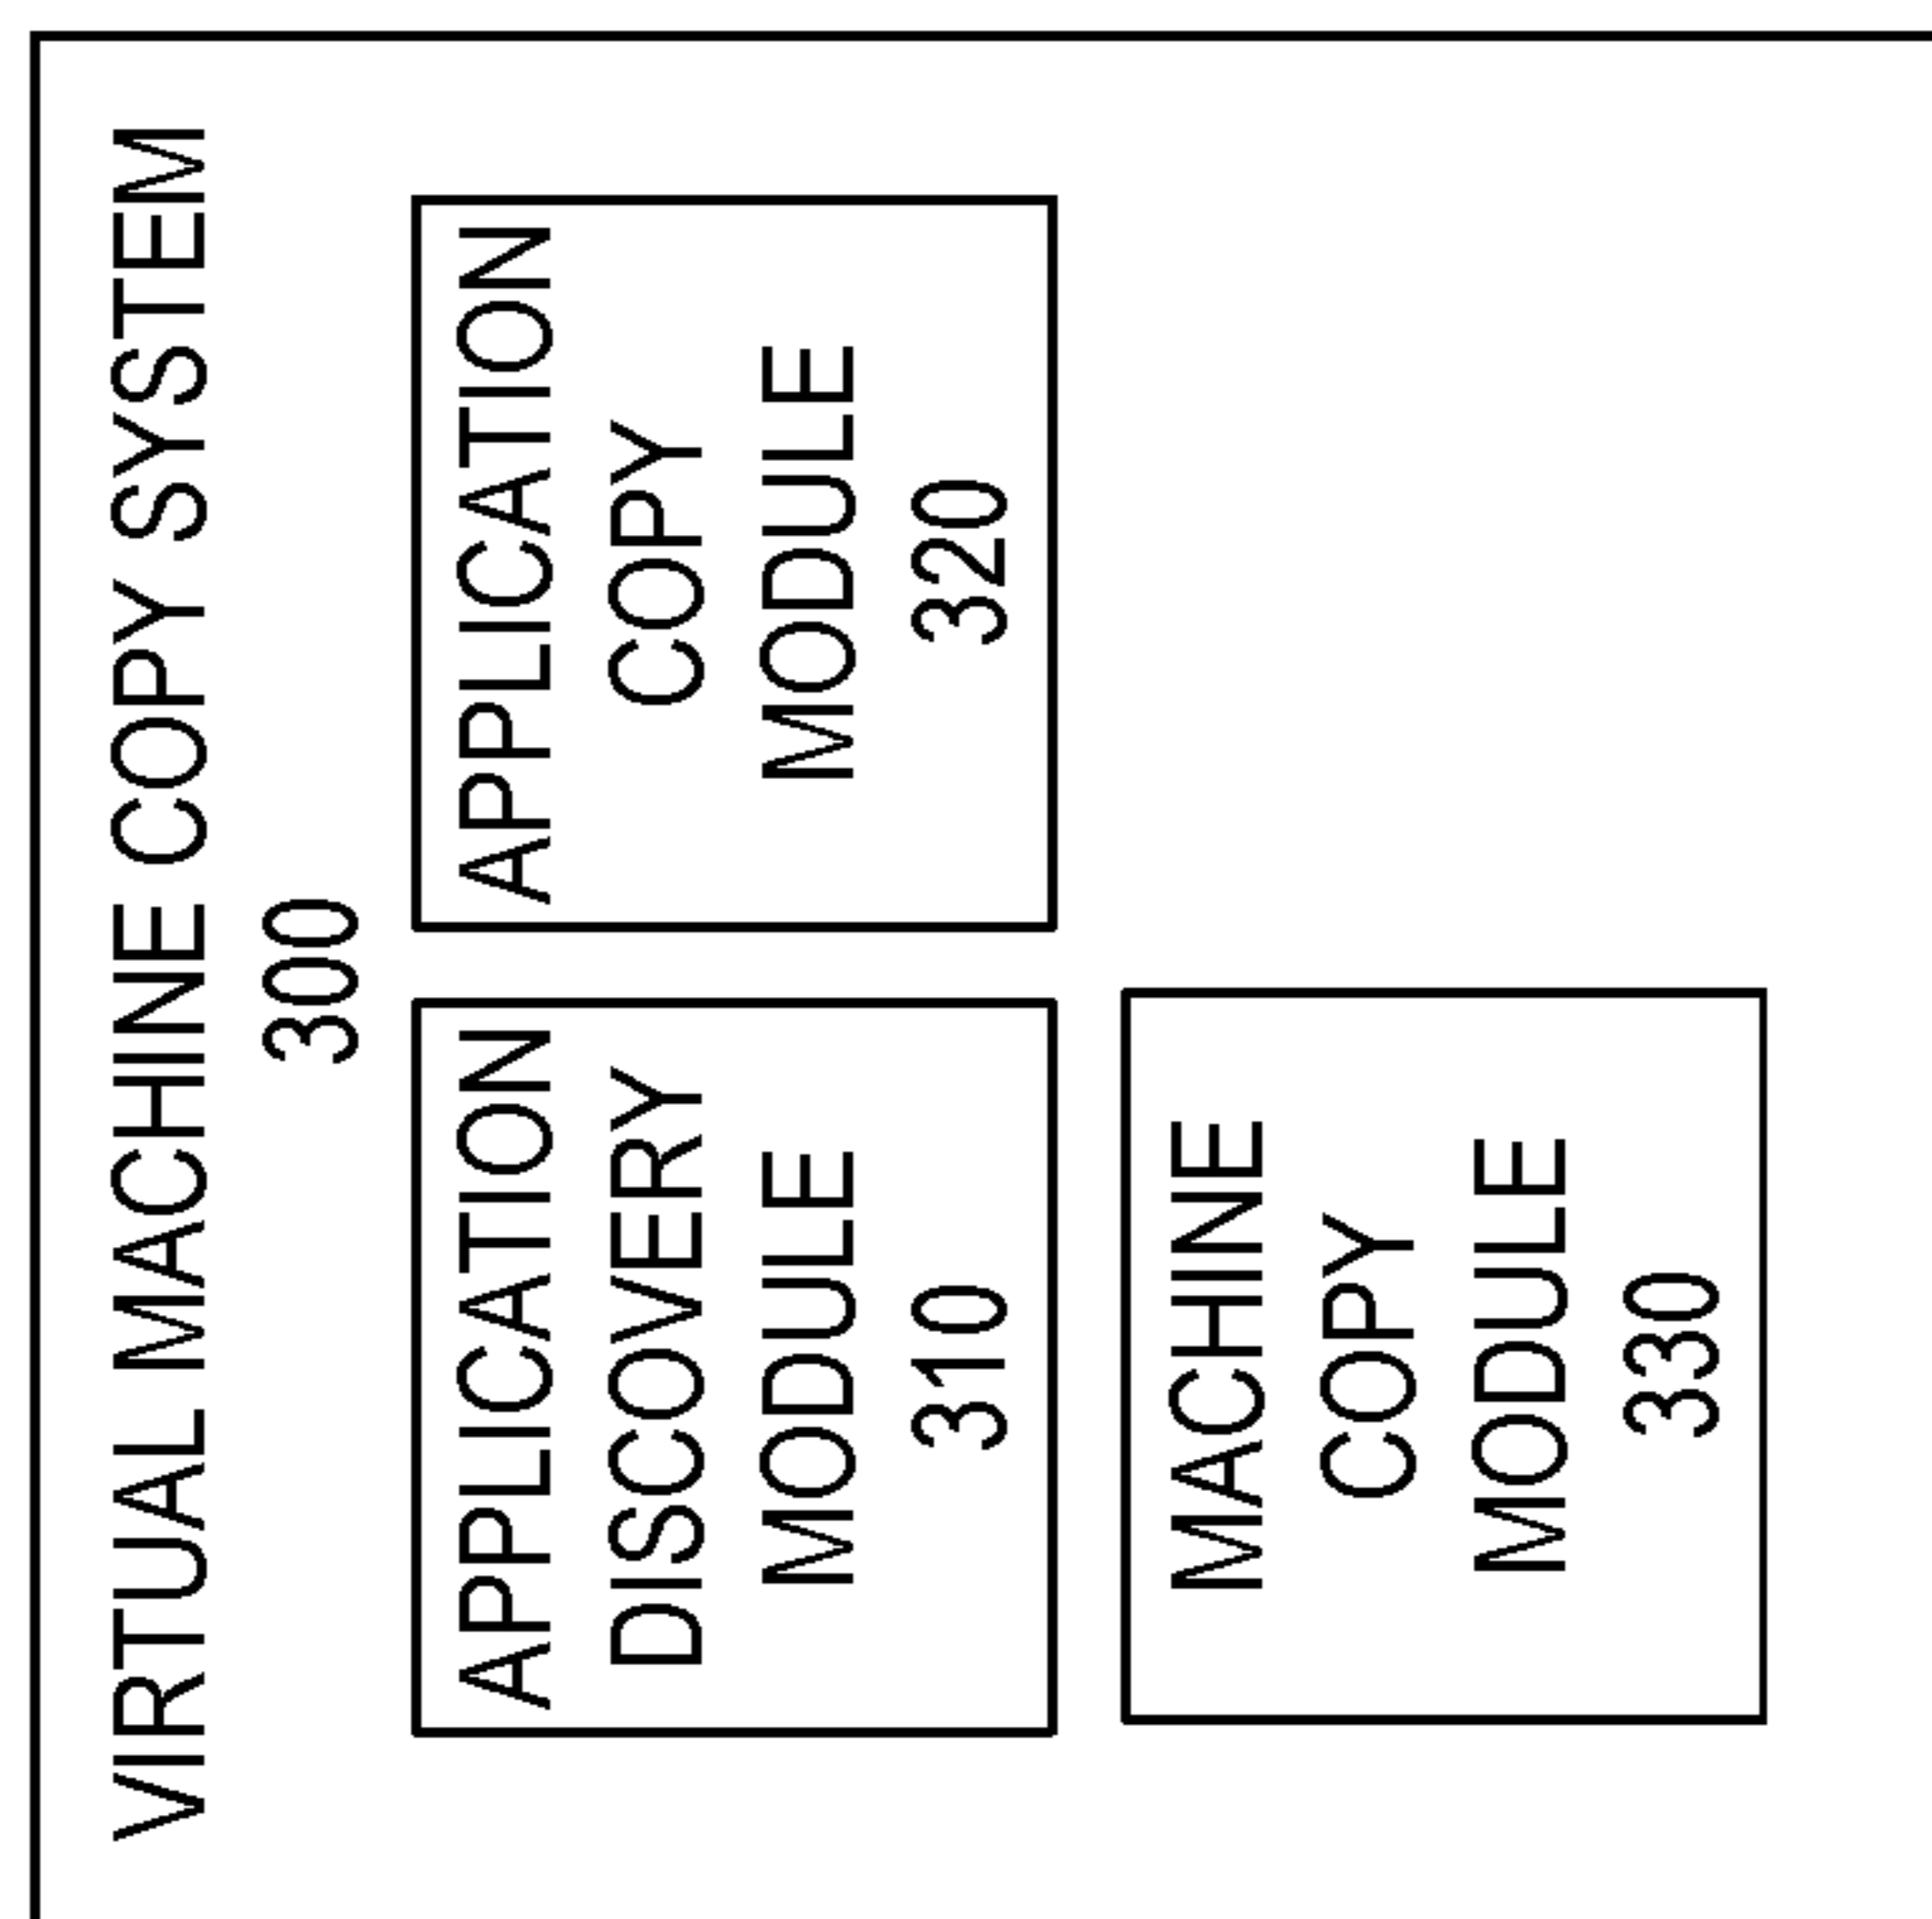 VIRTUAL MACHINE COPY SYSTEM
300
APPLICATION
DISCOVERY
MODULE
310
APPLICATION
COPY
MODULE
320
MACHINE
COPY
MODULE
330